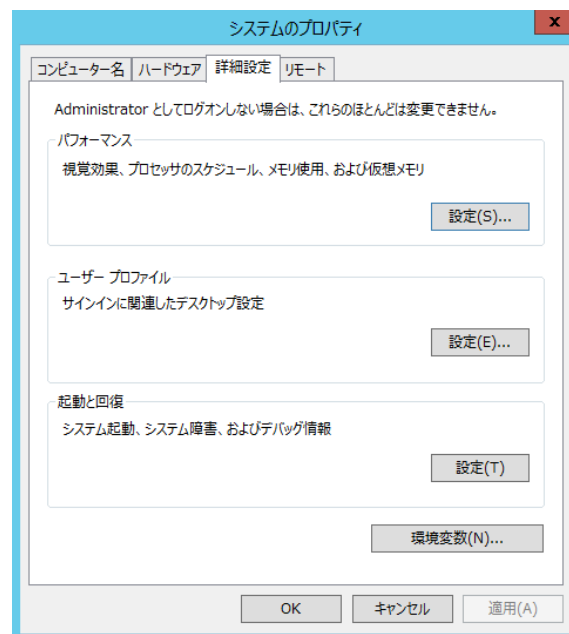 システムのプロパティ
x
コンピューター名 ハードウェア 詳細設定 リモート
Administrator としてログオンしない場合は、これらのほとんどは変更できません。
パフォーマンス
視覚効果、プロセッサのスケジュール、メモリ使用、および仮想メモリ
設定(S)...
ユーザー プロファイル
サインインに関連したデスクトップ設定
設定(E)...
起動と回復
システム起動、システム障害、およびデバッグ情報
設定(T)
環境変数(N)...
OK キャンセル 適用(A)